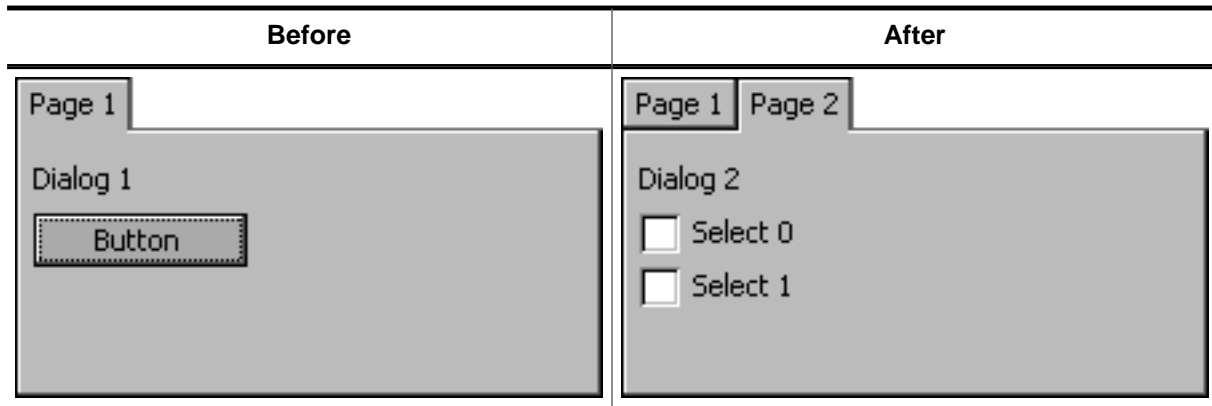 Before After
Page 1
Dialog 1
Button
Page 1 Page 2
Dialog 2
Select 0
Select 1